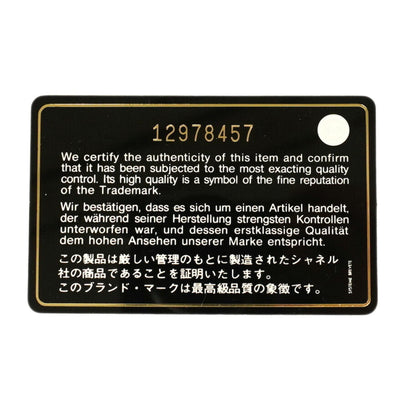 12978457
We certify the authenticity of this item and confirm
that it has been subjected to the most exacting quality
control. Its high quality is a symbol of the fine reputation
of the Trademark.
Wir bestätigen, dass es sich um einen Artikel handelt,
der während seiner Herstellung strengsten Kontrollen
unterworfen war, und dessen erstklassige Qualität
dem hohen Ansehen unserer Marke entspricht.
この製品は厳しい管理のもとに製造されたシャネル
社の商品であることを証明いたします。
このブランド・マークは最高級品質の象徴です。